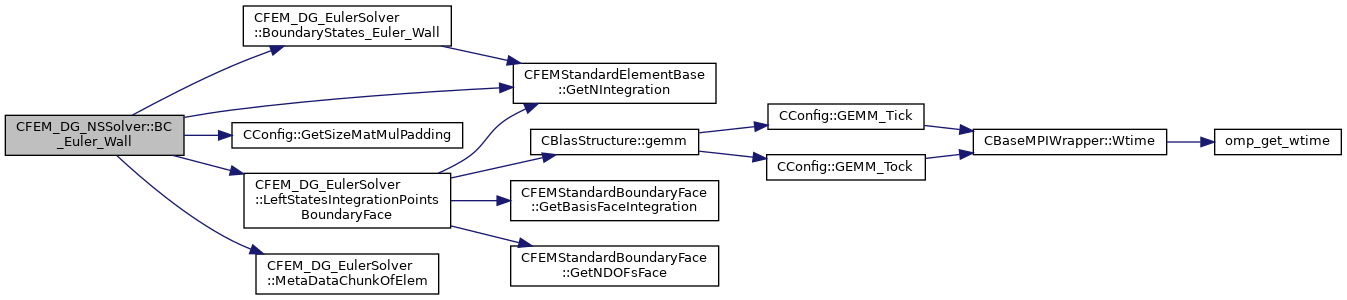 CFEM_DG_EulerSolver
::BoundaryStates_Euler_Wall
CFEMStandardElementBase
::GetNIntegration
CFEM_DG_NSSolver::BC
_Euler_Wall
CConfig::GetSizeMatMulPadding
CConfig::GEMM_Tick
CBlasStructure::gemm
CBaseMPIWrapper::Wtime
omp_get_wtime
CConfig::GEMM_Tock
CFEM_DG_EulerSolver
::LeftStatesIntegrationPoints
BoundaryFace
CFEMStandardBoundaryFace
::GetBasisFaceIntegration
CFEMStandardBoundaryFace
::GetNDOFsFace
CFEM_DG_EulerSolver
::MetaDataChunkOfElem